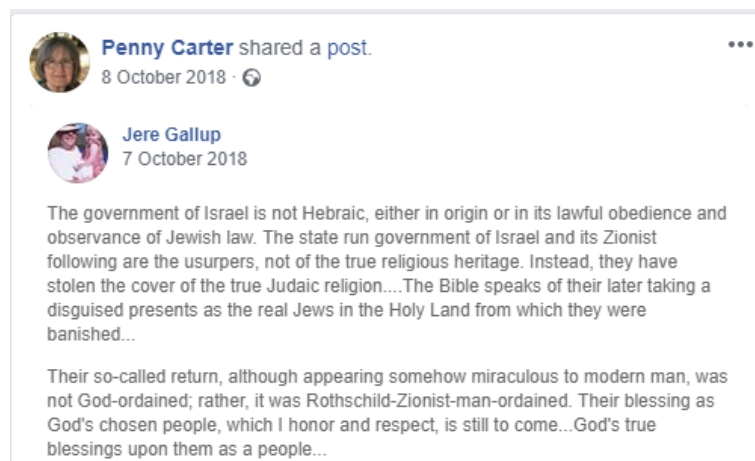 Penny Carter shared a post.
8 October 2018 ·
Jere Gallup
7 October 2018
The government of Israel is not Hebraic, either in origin or in its lawful obedience and
observance of Jewish law. The state run government of Israel and its Zionist
following are the usurpers, not of the true religious heritage. Instead, they have
stolen the cover of the true Judaic religion....The Bible speaks of their later taking a
disguised presents as the real Jews in the Holy Land from which they were
banished...
Their so-called return, although appearing somehow miraculous to modern man, was
not God-ordained; rather, it was Rothschild-Zionist-man-ordained. Their blessing as
God's chosen people, which I honor and respect, is still to come...God's true
blessings upon them as a people...